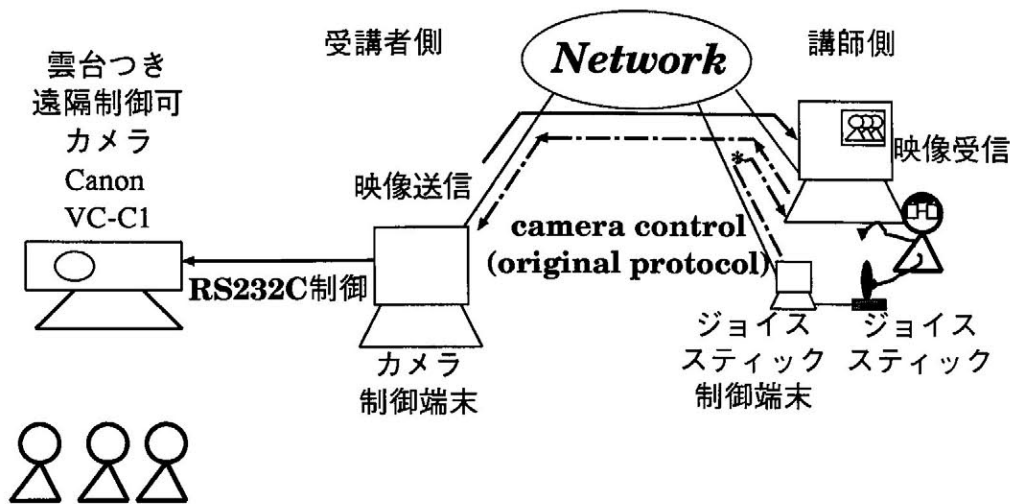 受講者側
Network
講師側
雲台つき
遠隔制御可
カメラ
Canon
VC-C1
映像送信
映像受信
camera control
(original protocol)
RS232C制御
カメラ
制御端末
ジョイス
スティック
制御端末
ジョイス
スティック